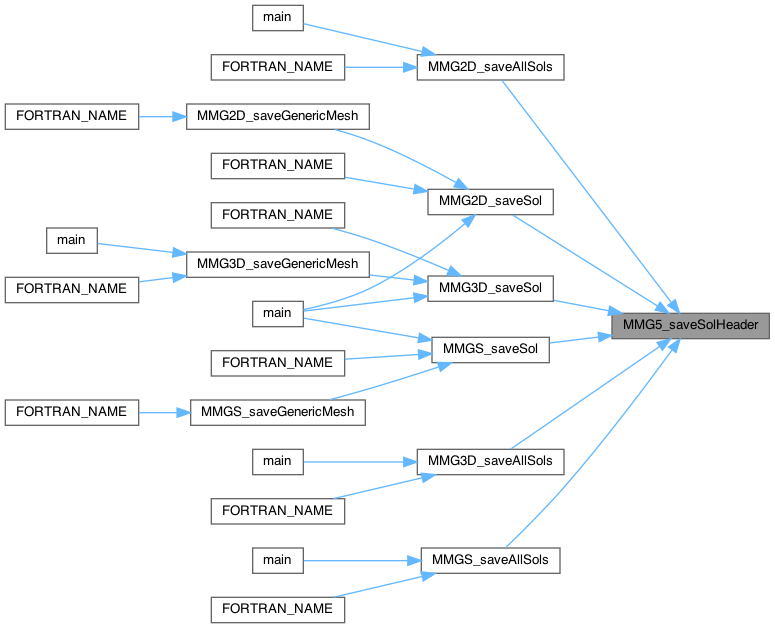 main
FORTRAN_NAME
MMG2D_saveAllSols
FORTRAN_NAME
MMG2D_saveGenericMesh
FORTRAN_NAME
MMG2D_saveSol
FORTRAN_NAME
main
MMG3D_saveGenericMesh
FORTRAN_NAME
MMG3D_saveSol
main
MMG5_saveSolHeader
MMGS_saveSol
FORTRAN_NAME
FORTRAN_NAME
MMGS_saveGenericMesh
main
MMG3D_saveAllSols
FORTRAN_NAME
main
MMGS_saveAllSols
FORTRAN_NAME